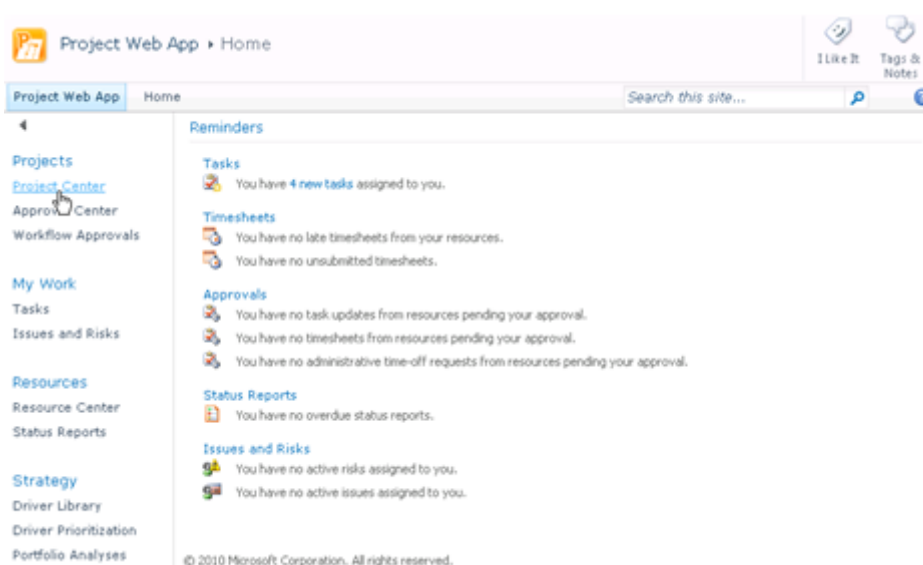 Project Web App ▸ Home
I Like It
Tags &
Notes
Project Web App
Home
Search this site...
Reminders
Projects
Project Center
Approval Center
Workflow Approvals
My Work
Tasks
Issues and Risks
Resources
Resource Center
Status Reports
Strategy
Driver Library
Driver Prioritization
Portfolio Analyses
Tasks
You have 4 new tasks assigned to you.
Timesheets
You have no late timesheets from your resources.
You have no unsubmitted timesheets.
Approvals
You have no task updates from resources pending your approval.
You have no timesheets from resources pending your approval.
You have no administrative time-off requests from resources pending your approval.
Status Reports
You have no overdue status reports.
Issues and Risks
You have no active risks assigned to you.
You have no active issues assigned to you.
© 2010 Microsoft Corporation. All rights reserved.